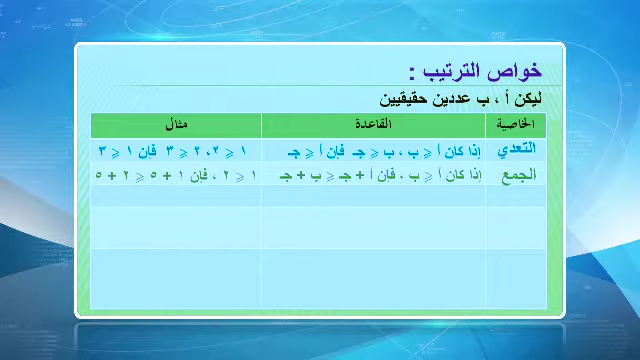 خواص الترتيب :
ليكن أ ، ب عددين حقيقيين
الخاصية القاعدة مثال
التعدي إذا كان أ ⩽ ب ، ب ⩽ جـ فإن أ ⩽ جـ ١ ⩽ ٢، ٢ ⩽ ٣ فإن ١ ⩽ ٣
الجمع إذا كان أ ⩽ ب ، فإن أ + جـ ⩽ ب + جـ ١ ⩽ ٢ ، فإن ١ + ٥ ⩽ ٢ + ٥